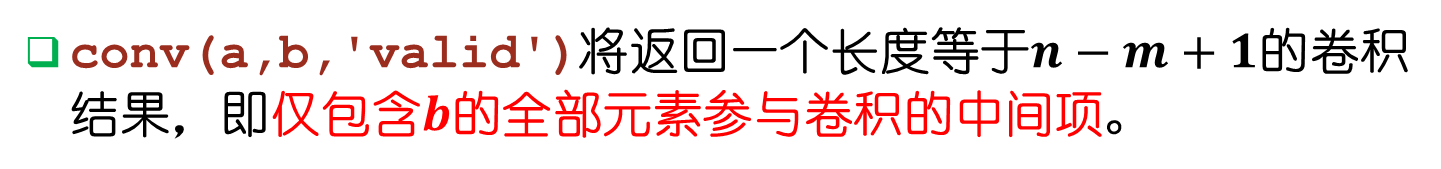 conv(a,b,'valid')将返回一个长度等于n − m + 1的卷积
结果，即仅包含b的全部元素参与卷积的中间项。